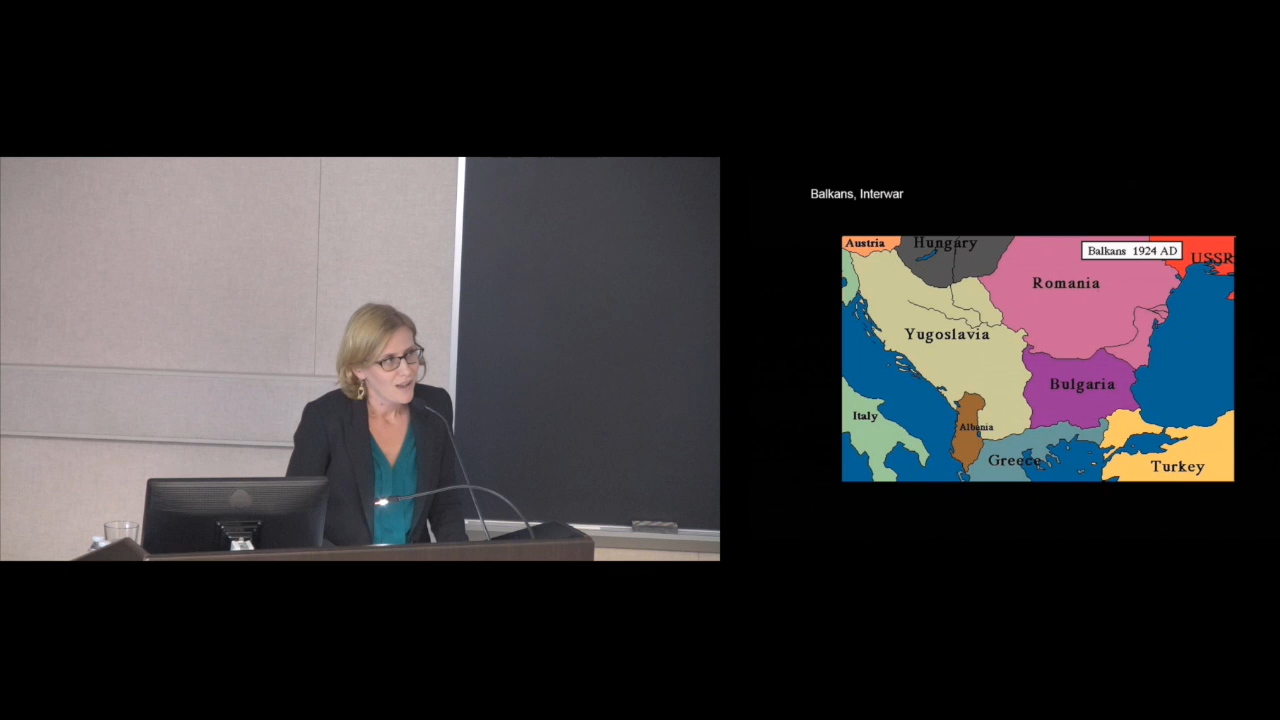 Balkans, Interwar
Austria
Hungary
Balkans 1924 AD
USSR
Romania
Yugoslavia
Bulgaria
Italy
Albania
Greece
Turkey